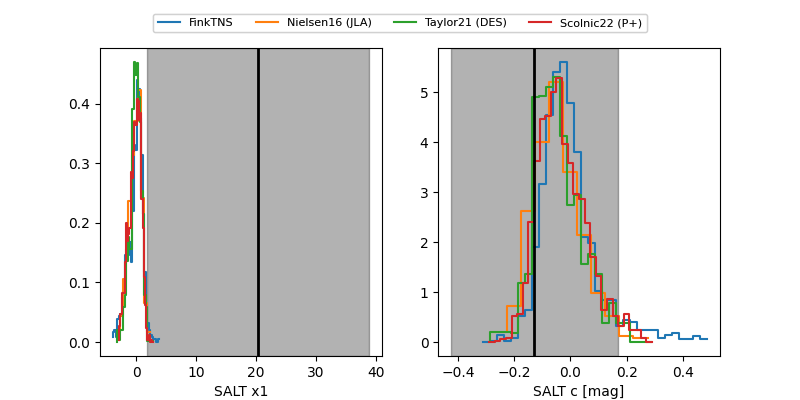 FinkTNS Nielsen16 (JLA) Taylor21 (DES) Scolnic22 (P+)
0.4
0.3
0.2
0.1
0.0
0 10 20 30 40
SALT x1
5
4
3
2
1
0
−0.4 −0.2 0.0 0.2 0.4
SALT c [mag]